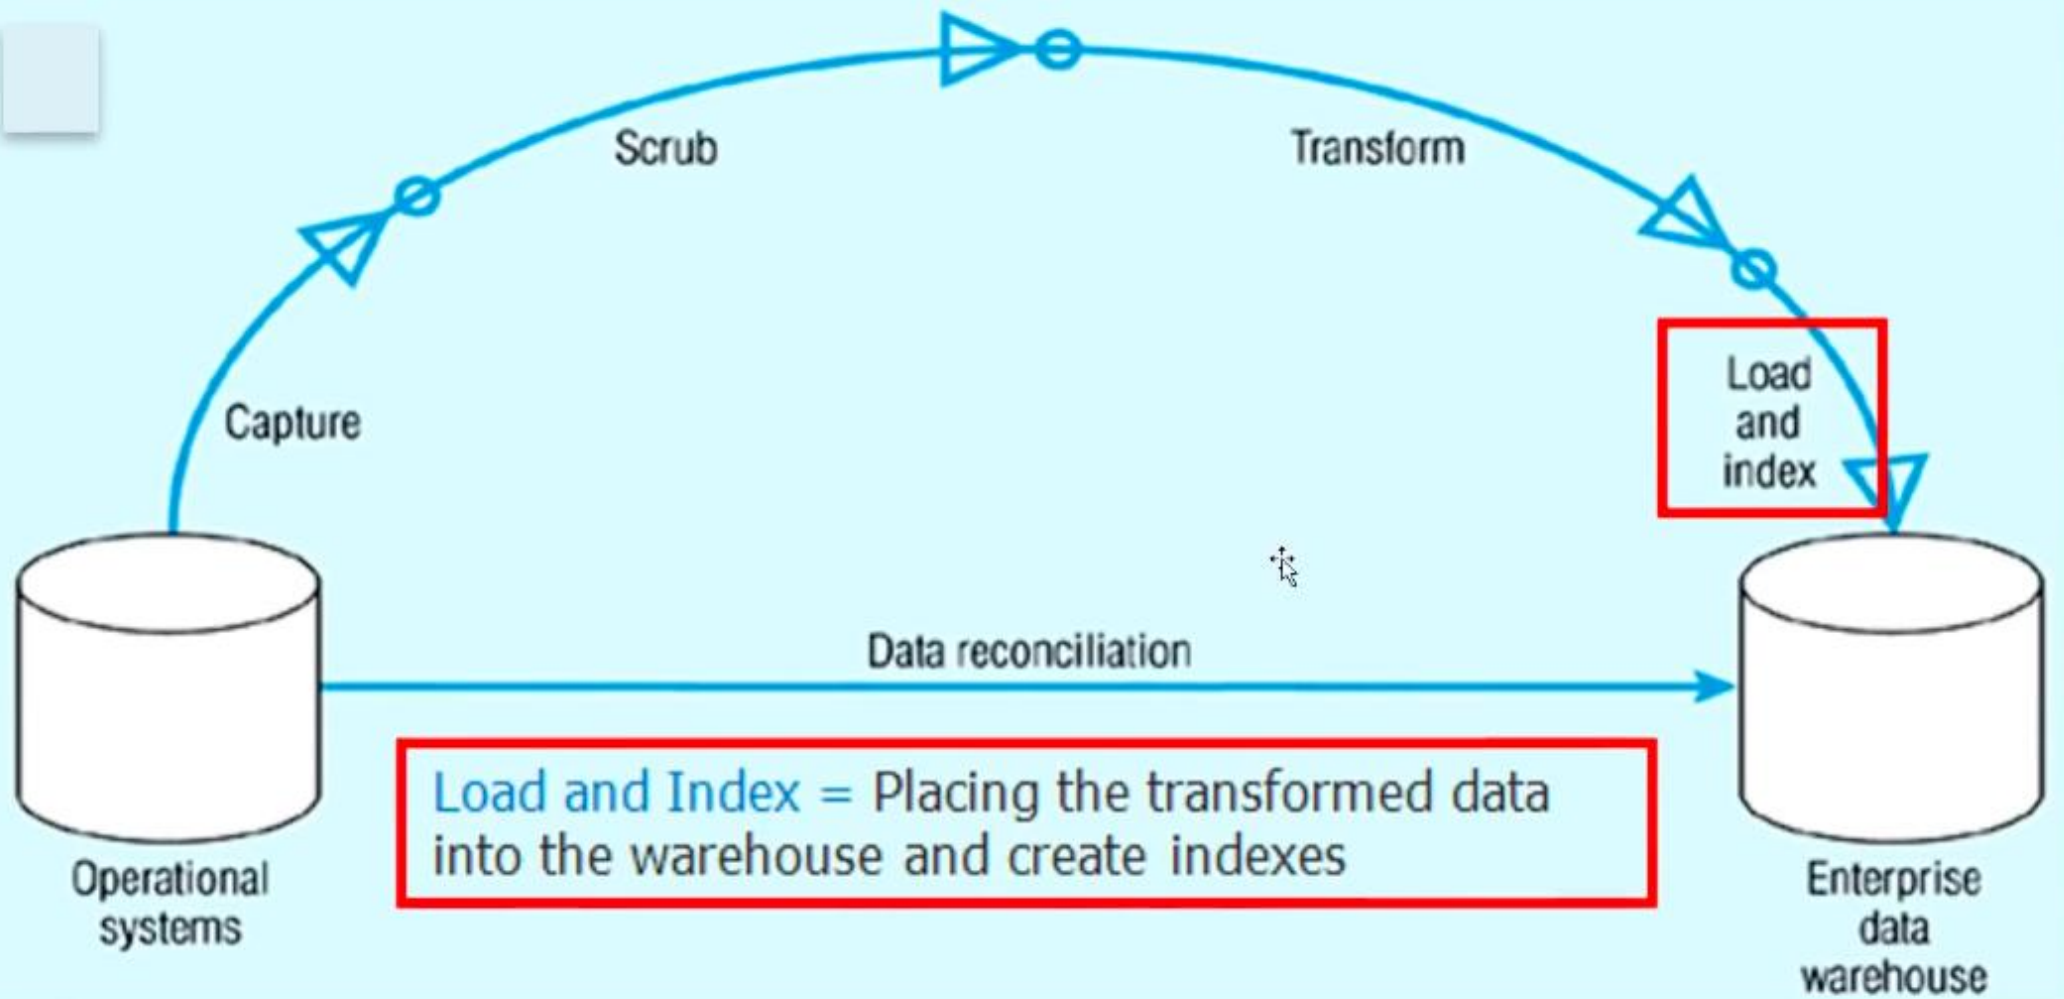 Scrub
Transform
Capture
Load
and
index
Data reconciliation
Load and Index = Placing the transformed data
into the warehouse and create indexes
Operational
systems
Enterprise
data
warehouse